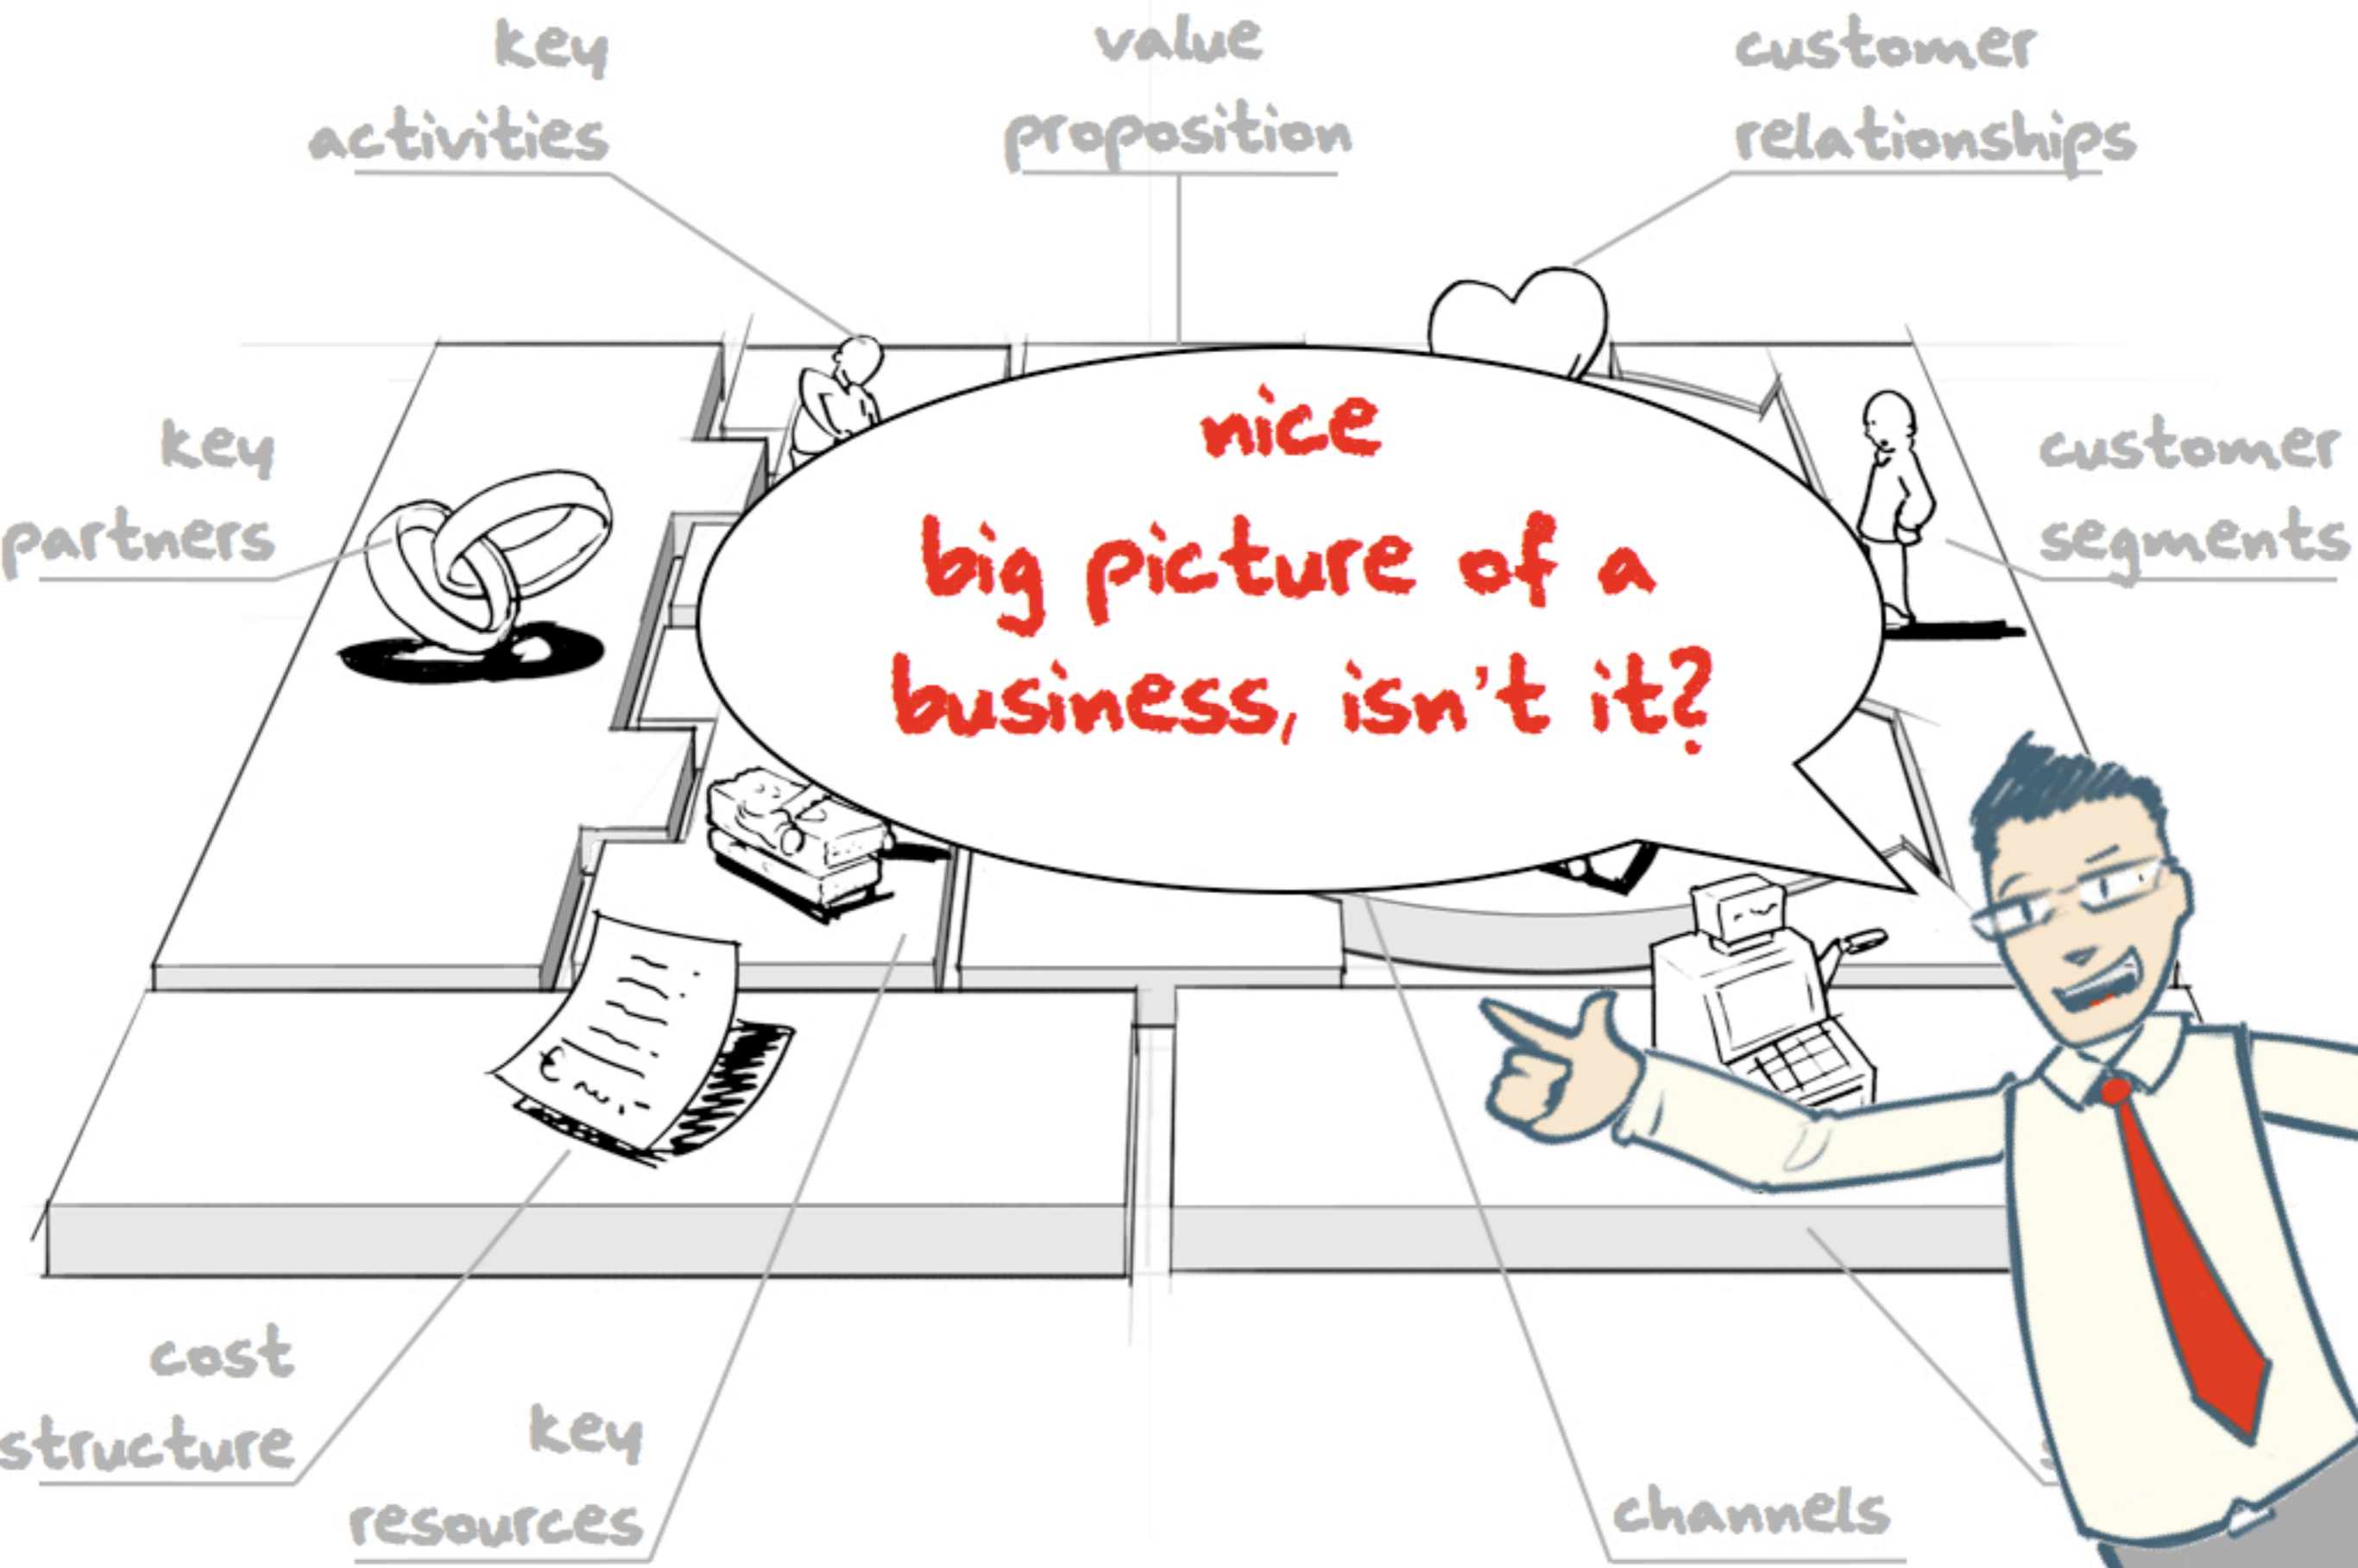 key
activities
value
proposition
customer
relationships
key
partners
nice
big picture of a
business, isn't it?
customer
segments
cost
structure
key
resources
channels